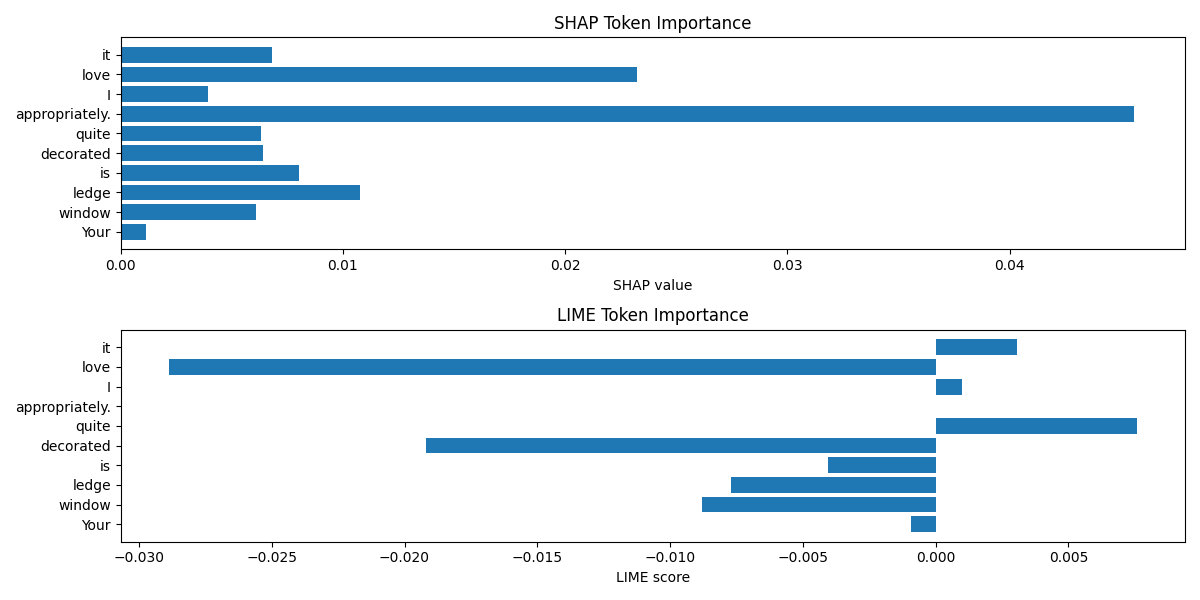 SHAP Token Importance
it
love
I
appropriately.
quite
decorated
is
ledge
window
Your
0.00 0.01 0.02 0.03 0.04
SHAP value
LIME Token Importance
it
love
I
appropriately.
quite
decorated
is
ledge
window
Your
−0.030 −0.025 −0.020 −0.015 −0.010 −0.005 0.000 0.005
LIME score